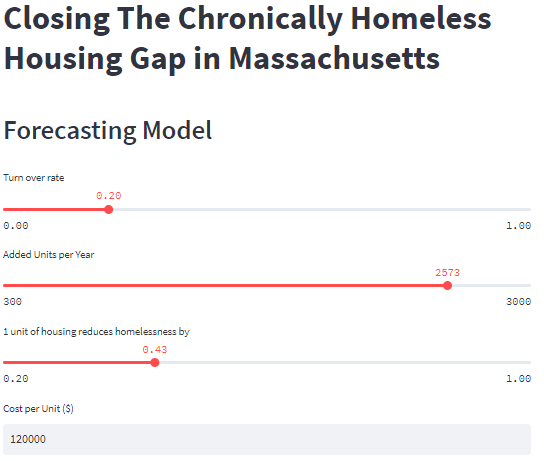 Closing The Chronically Homeless
Housing Gap in Massachusetts
Forecasting Model
Turn over rate
0.20
0.00 1.00
Added Units per Year
2573
300 3000
1 unit of housing reduces homelessness by
0.43
0.20 1.00
Cost per Unit ($)
120000